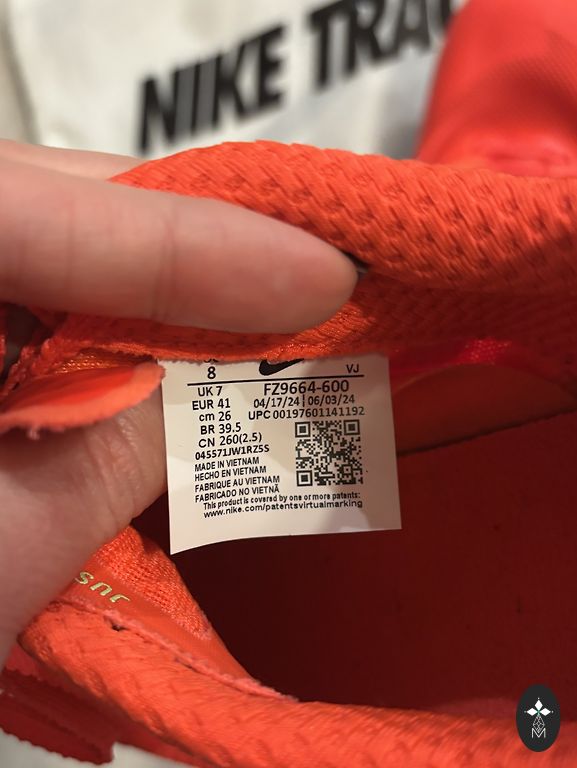 NIKE TRAC
8
VJ
UK 7 FZ9664-600
EUR 41 04/17/24 06/03/24
cm 26 UPC 00197601141192
BR 39.5
CN 260(2.5)
045571JW1RZ5S
MADE IN VIETNAM
HECHO EN VIETNAM
FABRIQUE AU VIETNAM
FABRICADO NO VIETNÃ
This product is covered by one or more patents:
www.nike.com/patentsvirtualmarking
JUS
M